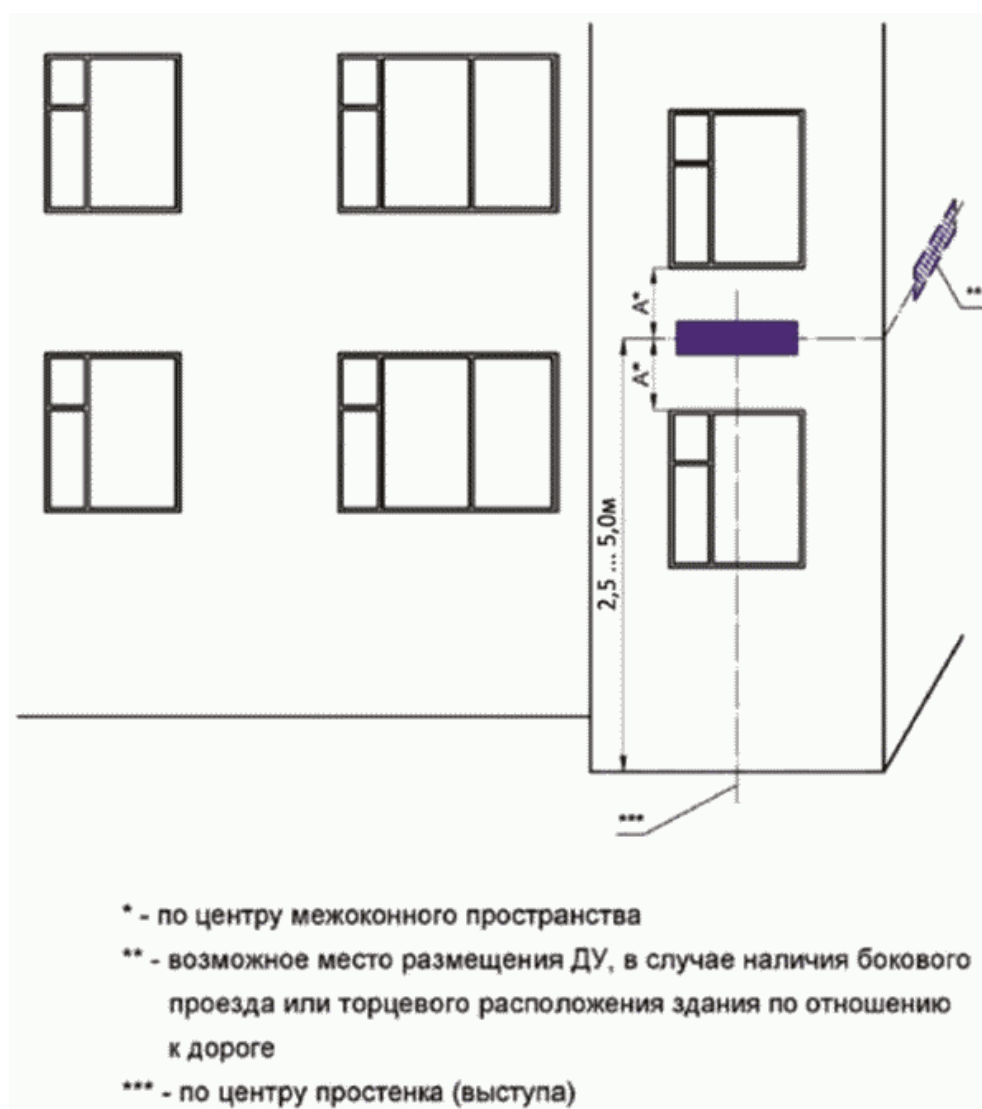 **
А*
А*
2,5 ... 5,0м
***
* - по центру межоконного пространства
** - возможное место размещения ДУ, в случае наличия бокового
проезда или торцевого расположения здания по отношению
к дороге
*** - по центру простенка (выступа)